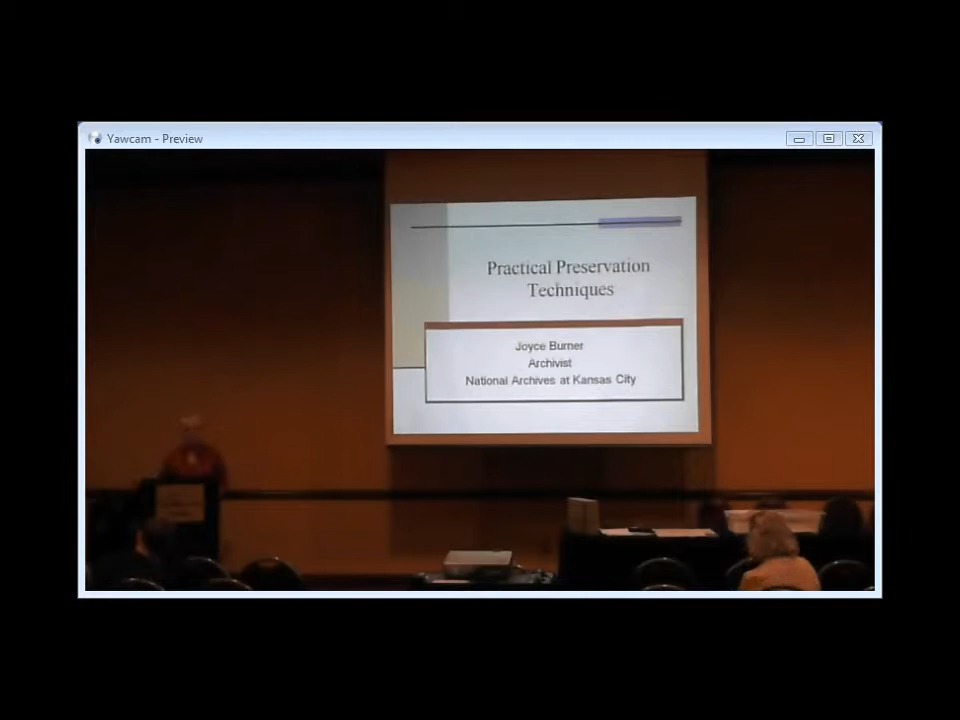 Yawcam - Preview
Practical Preservation
Techniques
Joyce Burner
Archivist
National Archives at Kansas City